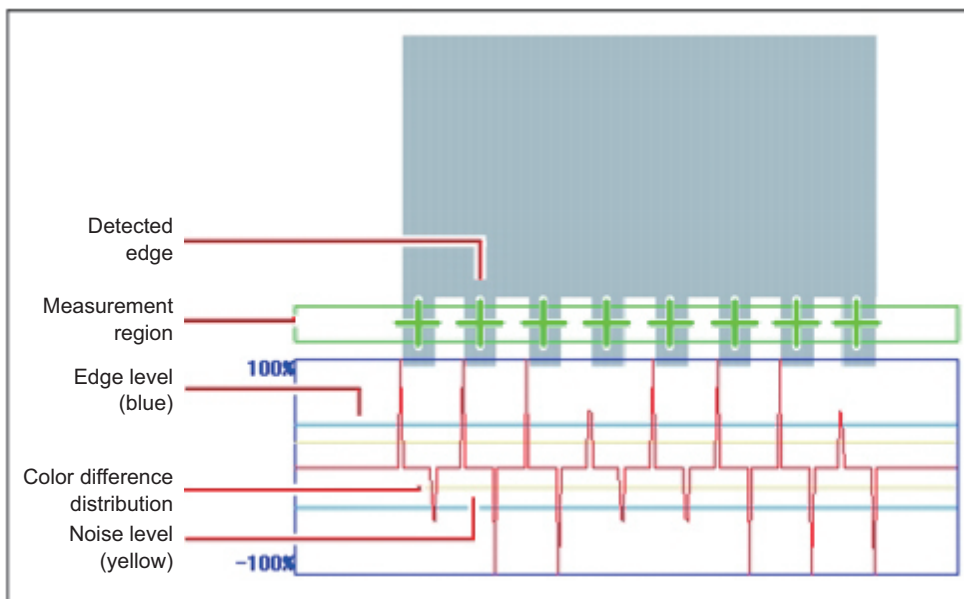 Detected
edge
Measurement
region
100%
Edge level
(blue)
Color difference
distribution
Noise level
(yellow)
-100%